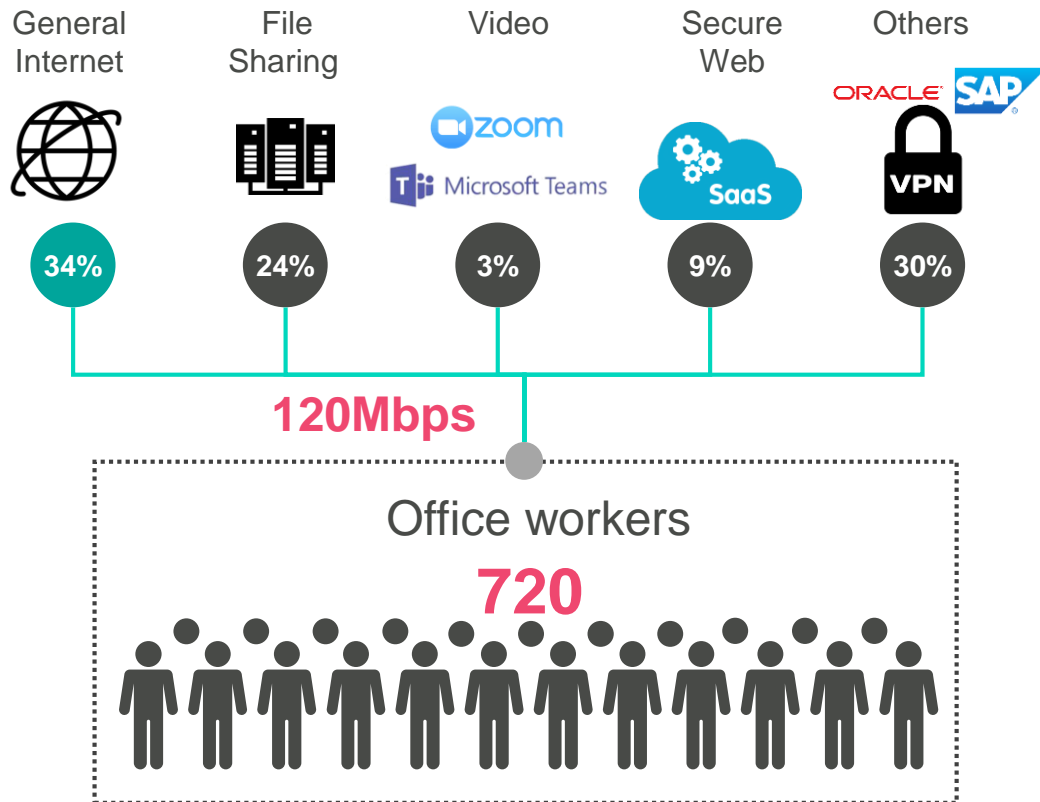 General
Internet
File
Sharing
Video
Secure
Web
Others
zoom
T Microsoft Teams
SaaS
ORACLE®
SAP®
VPN
34%
24%
3%
9%
30%
120Mbps
Office workers
720